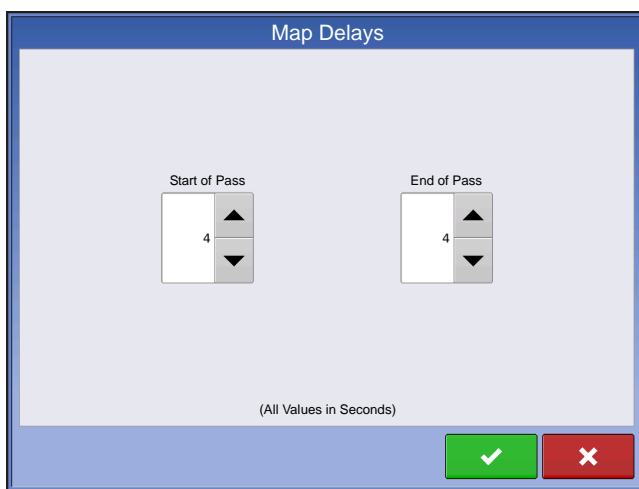 Map Delays
Start of Pass
End of Pass
4
4
(All Values in Seconds)